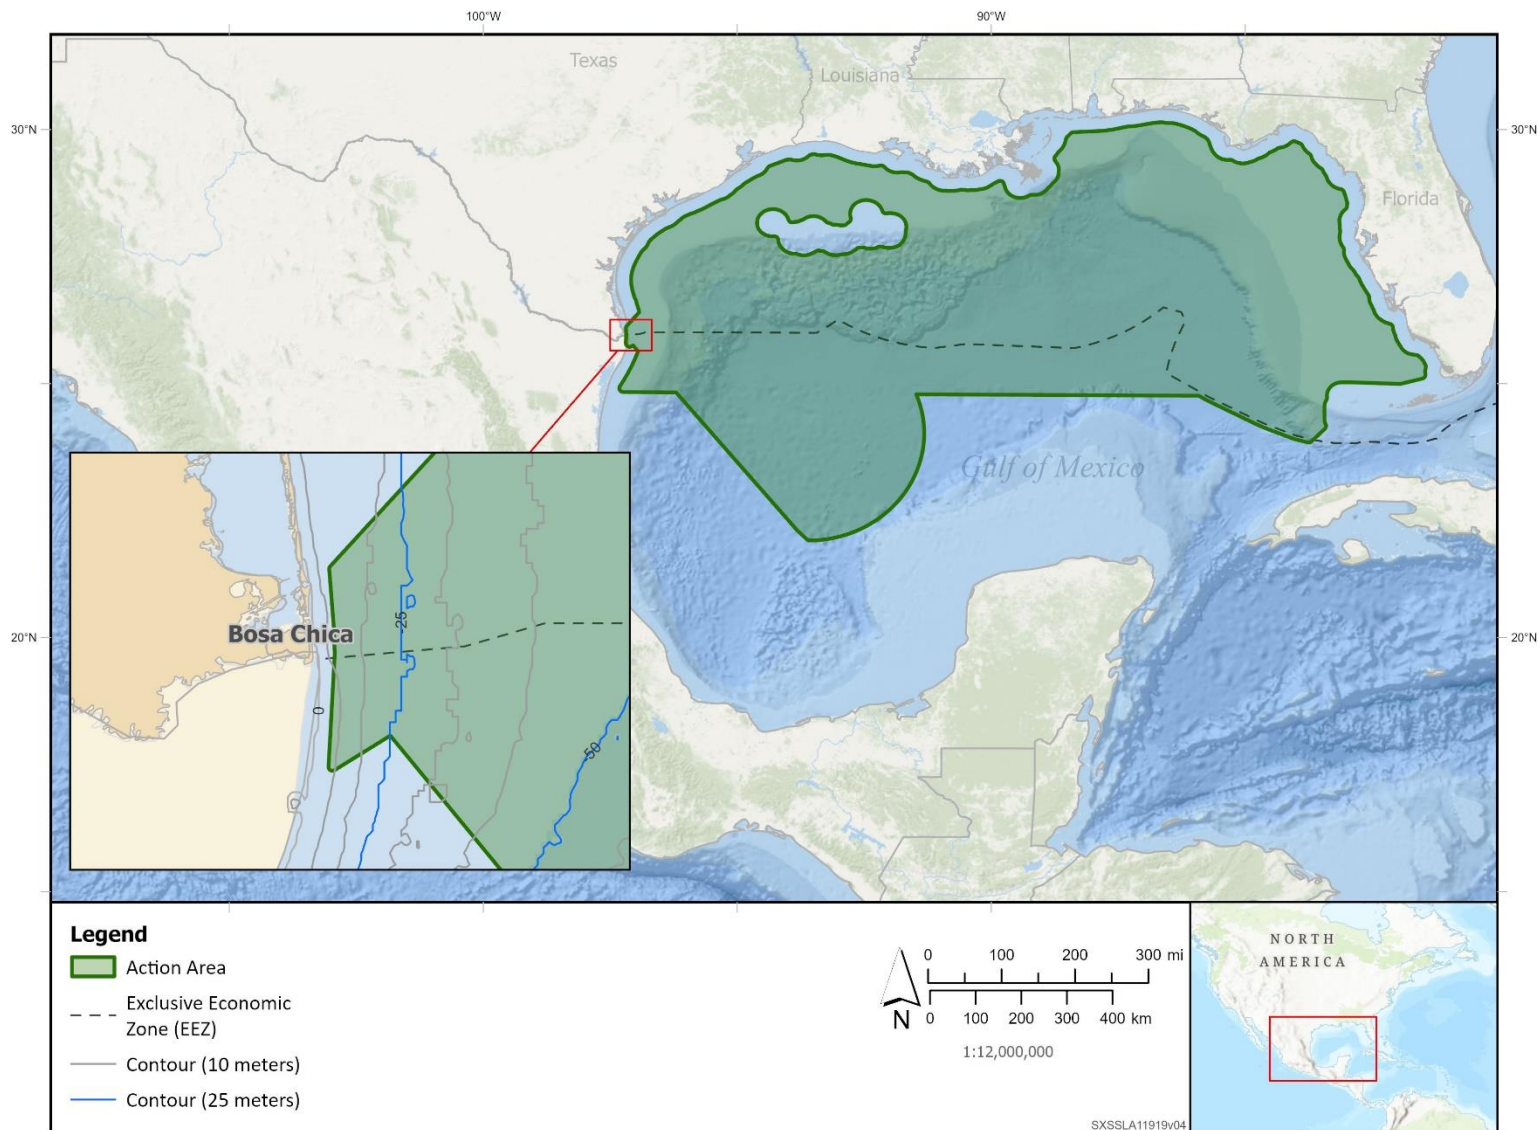 100°W
90°W
Texas
Louisiana
30°N
30°N
Florida
Gulf of Mexico
-25
Bosa Chica
20°N
20°N
0
-50
Legend
Action Area
Exclusive Economic
Zone (EEZ)
Contour (10 meters)
Contour (25 meters)
N
0 100 200 300 mi
0 100 200 300 400 km
1:12,000,000
SXSSLA11919v04
NORTH
AMERICA